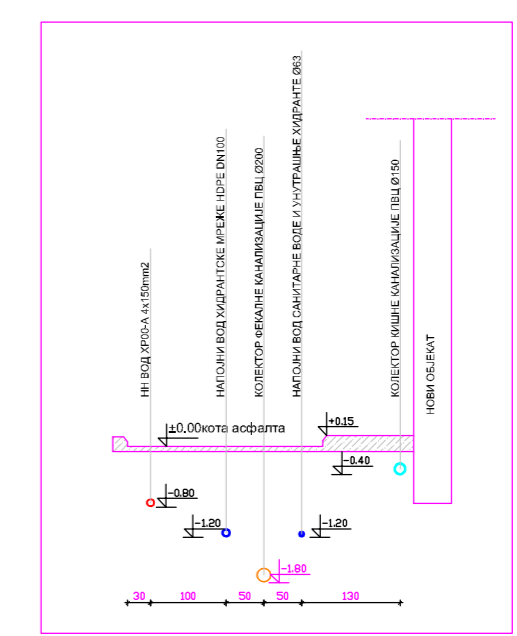 НН ВОД XP00-A 4x150mm2
НАПОЈНИ ВОД ХИДРАНТСКЕ МРЕЖЕ HDPE DN100
КОЛЕКТОР ФЕКАЛНЕ КАНАЛИЗАЦИЈЕ ПВЦ Ø200
НАПОЈНИ ВОД САНИТАРНЕ ВОДЕ И УНУТРАШЊЕ ХИДРАНТЕ Ø63
КОЛЕКТОР КИШНЕ КАНАЛИЗАЦИЈЕ ПВЦ Ø150
НОВИ ОБЈЕКАТ
±0.00кота асфалта
+0.15
-0.40
-0.80
-1.20
-1.20
-1.80
30 100 50 50 130